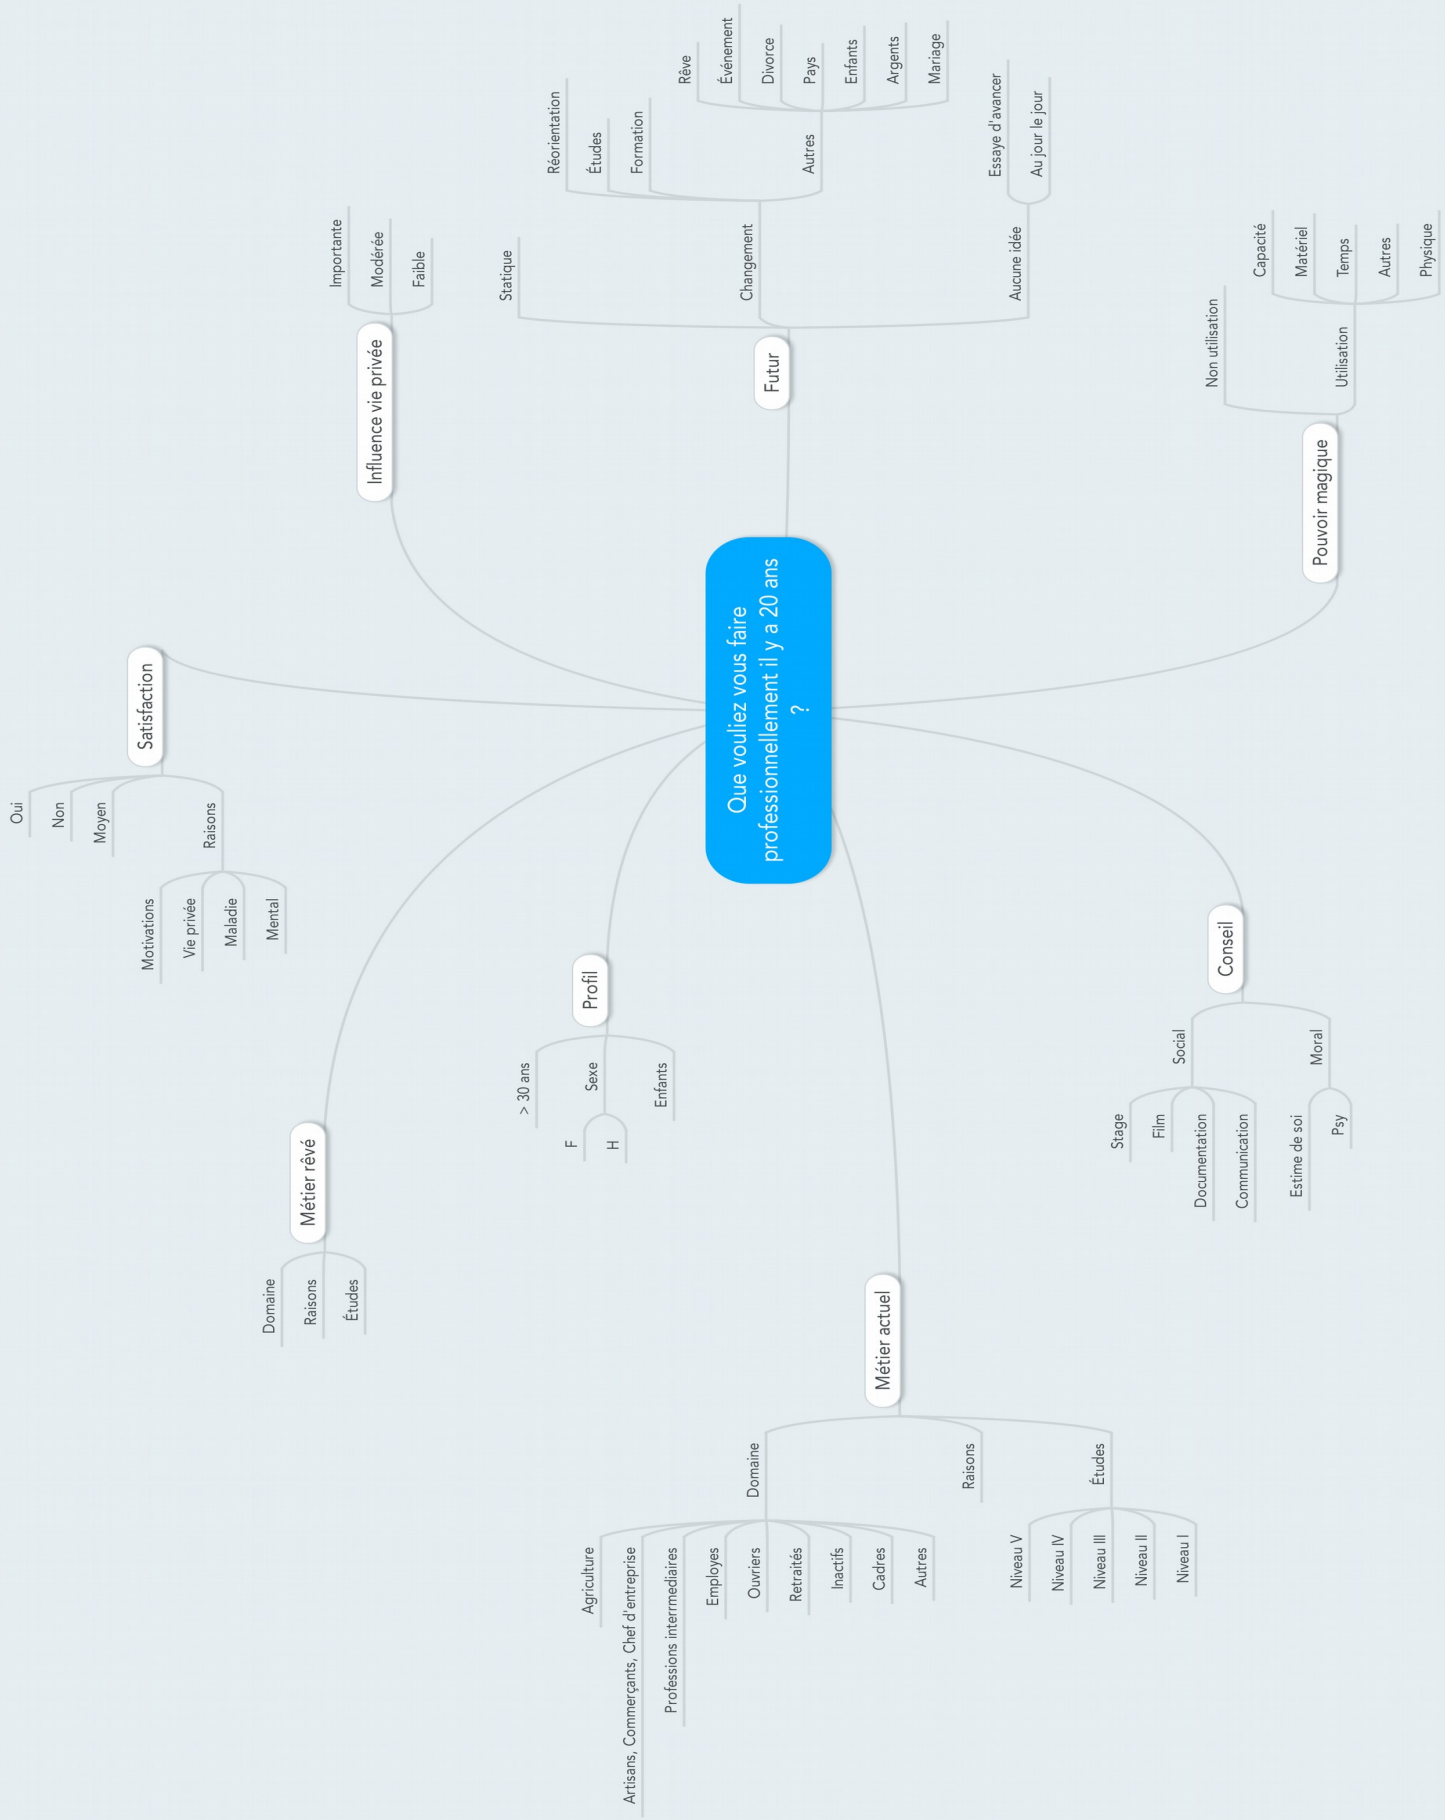 Que vouliez vous faire
professionnellement il y a 20 ans
?
Satisfaction
Oui
Non
Moyen
Raisons
Motivations
Vie privée
Maladie
Mental
Métier rêvé
Domaine
Raisons
Études
Profil
> 30 ans
Sexe
F
H
Enfants
Métier actuel
Domaine
Agriculture
Artisans, Commerçants, Chef d'entreprise
Professions interrmediaires
Employes
Ouvriers
Retraités
Inactifs
Cadres
Autres
Raisons
Études
Niveau V
Niveau IV
Niveau III
Niveau II
Niveau I
Conseil
Social
Stage
Film
Documentation
Communication
Moral
Estime de soi
Psy
Influence vie privée
Importante
Modérée
Faible
Futur
Statique
Changement
Réorientation
Études
Formation
Autres
Rêve
Événement
Divorce
Pays
Enfants
Argents
Mariage
Aucune idée
Essaye d'avancer
Au jour le jour
Pouvoir magique
Non utilisation
Utilisation
Capacité
Matériel
Temps
Autres
Physique